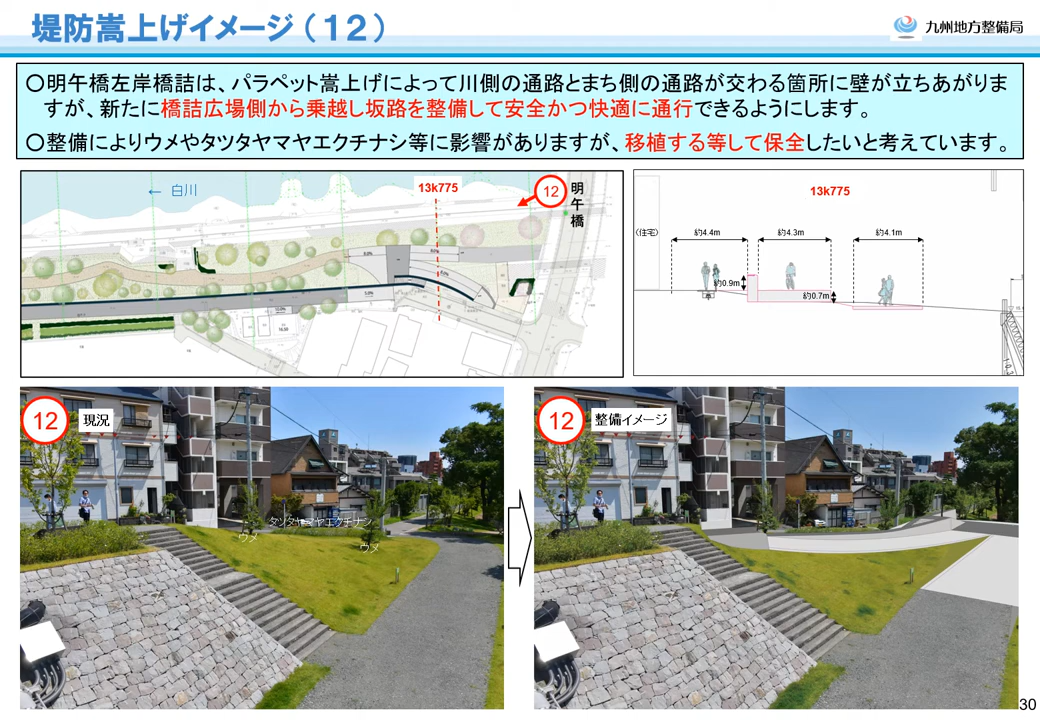 堤防嵩上げイメージ(12)
九州地方整備局
〇明午橋左岸橋詰は、パラペット嵩上げによって川側の通路とまち側の通路が交わる箇所に壁が立ちあがりま
すが、新たに橋詰広場側から乗越し坂路を整備して安全かつ快適に通行できるようにします。
〇整備によりウメやタツタヤマヤエクチナシ等に影響がありますが、移植する等して保全したいと考えています。
← 白川
13k775
12
明午橋
13k775
(住宅)
約4.4m
約4.3m
約4.1m
約0.9m
約0.7m
12
現況
タツタヤマヤエクチナシ
ウメ
ウメ
12
整備イメージ
30